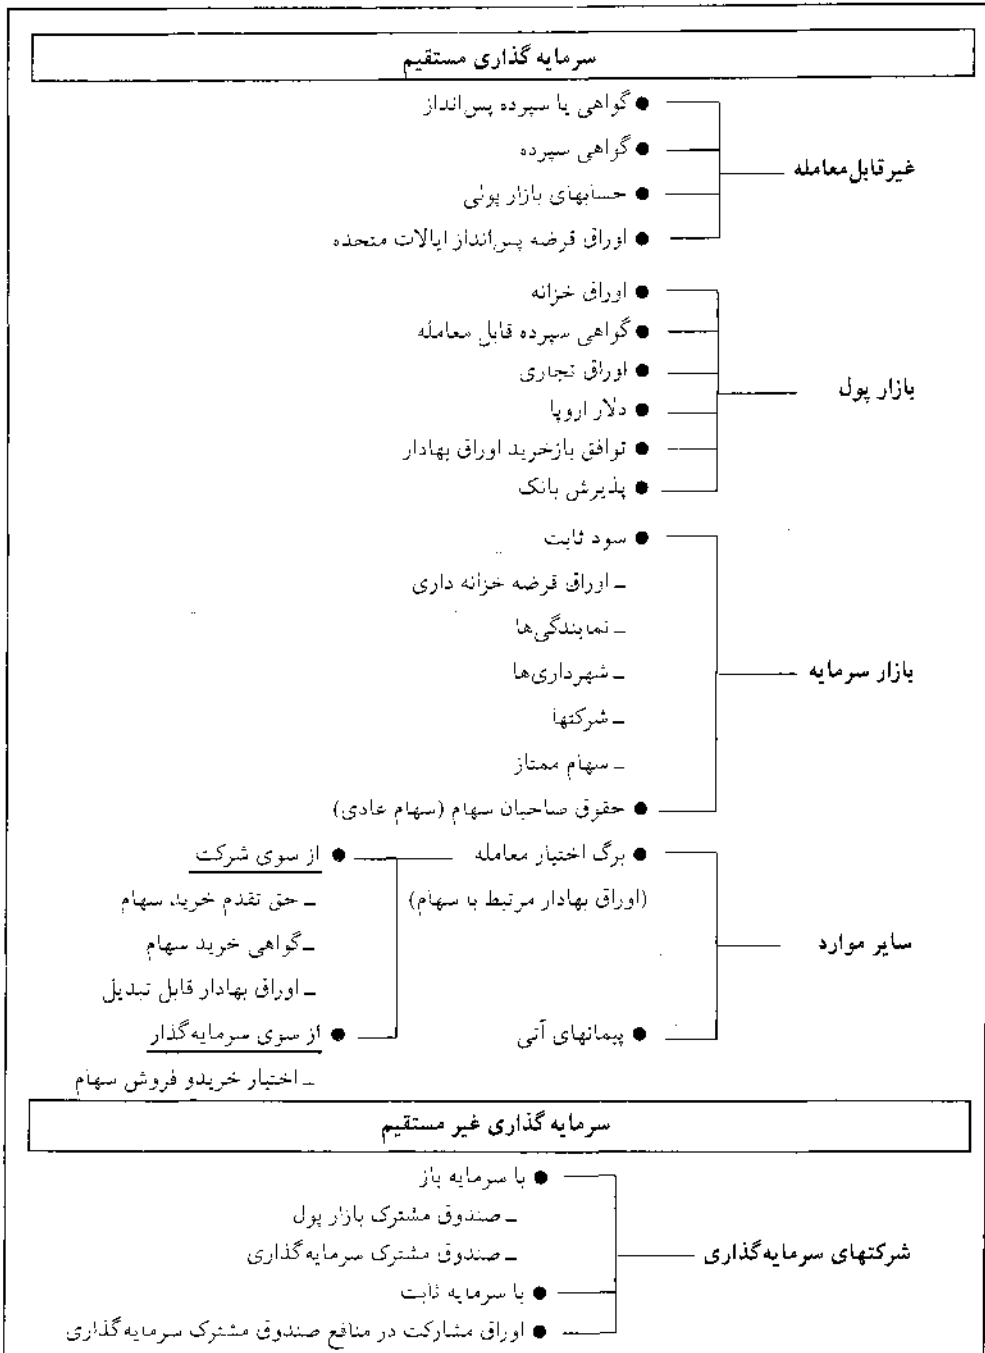 سرمایه گذاری مستقیم
غیرقابل‌معامله
● گواهی یا سپرده پس‌انداز
● گواهی سپرده
● حسابهای بازار پولی
● اوراق قرضه پس‌انداز ایالات متحده
بازار پول
● اوراق خزانه
● گواهی سپرده قابل معامله
● اوراق تجاری
● دلار اروپا
● توافق بازخرید اوراق بهادار
● پذیرش بانک
بازار سرمایه
● سود ثابت
ـ اوراق قرضه خزانه داری
ـ نمایندگی‌ها
ـ شهرداری‌ها
ـ شرکتها
ـ سهام ممتاز
● حقوق صاحبان سهام (سهام عادی)
سایر موارد
● برگ اختیار معامله
(اوراق بهادار مرتبط با سهام)
● از سوی شرکت
ـ حق تقدم خرید سهام
ـ گواهی خرید سهام
ـ اوراق بهادار قابل تبدیل
● از سوی سرمایه‌گذار
ـ اختیار خریدو فروش سهام
● پیمانهای آتی
سرمایه گذاری غیر مستقیم
شرکتهای سرمایه‌گذاری
● با سرمایه باز
ـ صندوق مشترک بازار پول
ـ صندوق مشترک سرمایه‌گذاری
● با سرمایه ثابت
● اوراق مشارکت در منافع صندوق مشترک سرمایه‌گذاری